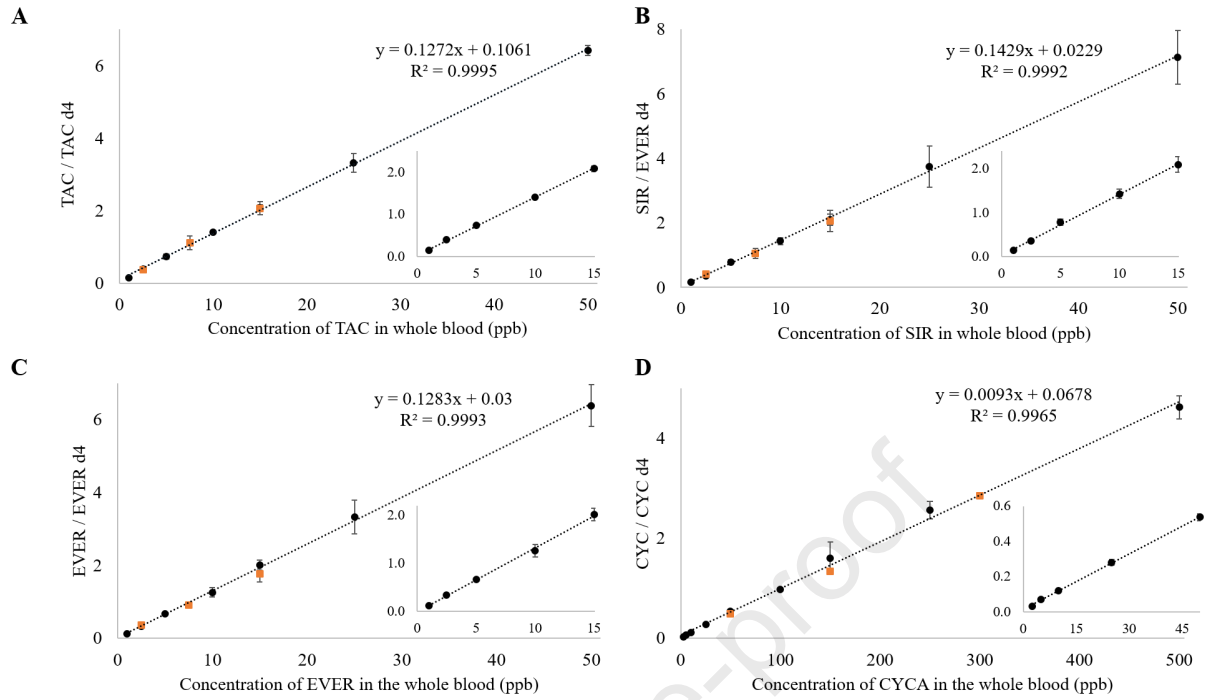 A
TAC / TAC d4
6
4
2
0
y = 0.1272x + 0.1061
R² = 0.9995
2.0
1.0
0.0
0 5 10 15
0 10 20 30 40 50
Concentration of TAC in whole blood (ppb)
B
SIR / EVER d4
8
6
4
2
0
y = 0.1429x + 0.0229
R² = 0.9992
2.0
1.0
0.0
0 5 10 15
0 10 20 30 40 50
Concentration of SIR in whole blood (ppb)
C
EVER / EVER d4
6
4
2
0
y = 0.1283x + 0.03
R² = 0.9993
2.0
1.0
0.0
0 5 10 15
0 10 20 30 40 50
Concentration of EVER in the whole blood (ppb)
D
CYC / CYC d4
4
2
0
y = 0.0093x + 0.0678
R² = 0.9965
0.6
0.4
0.2
0.0
0 15 30 45
0 100 200 300 400 500
Concentration of CYCA in the whole blood (ppb)
e-proof